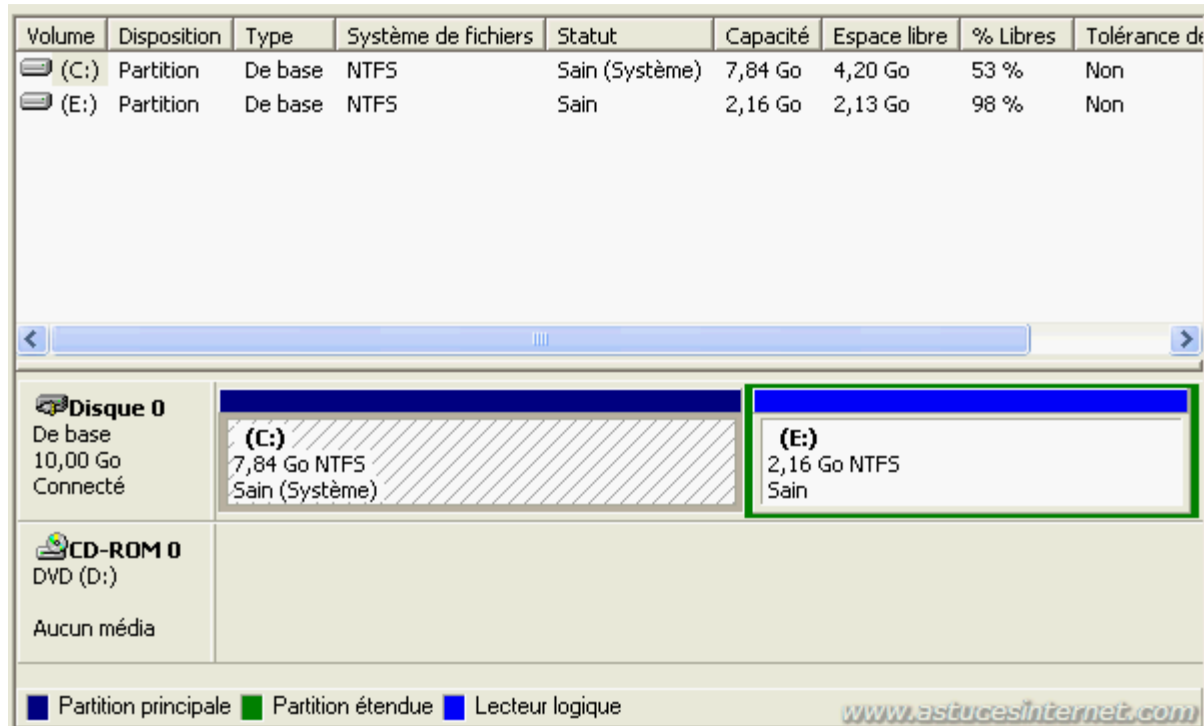 Volume Disposition Type Système de fichiers Statut Capacité Espace libre % Libres Tolérance de
(C:) Partition De base NTFS Sain (Système) 7,84 Go 4,20 Go 53 % Non
(E:) Partition De base NTFS Sain 2,16 Go 2,13 Go 98 % Non
Disque 0
De base
10,00 Go
Connecté
(C:)
7,84 Go NTFS
Sain (Système)
(E:)
2,16 Go NTFS
Sain
CD-ROM 0
DVD (D:)
Aucun média
Partition principale Partition étendue Lecteur logique
www.astucesinternet.com